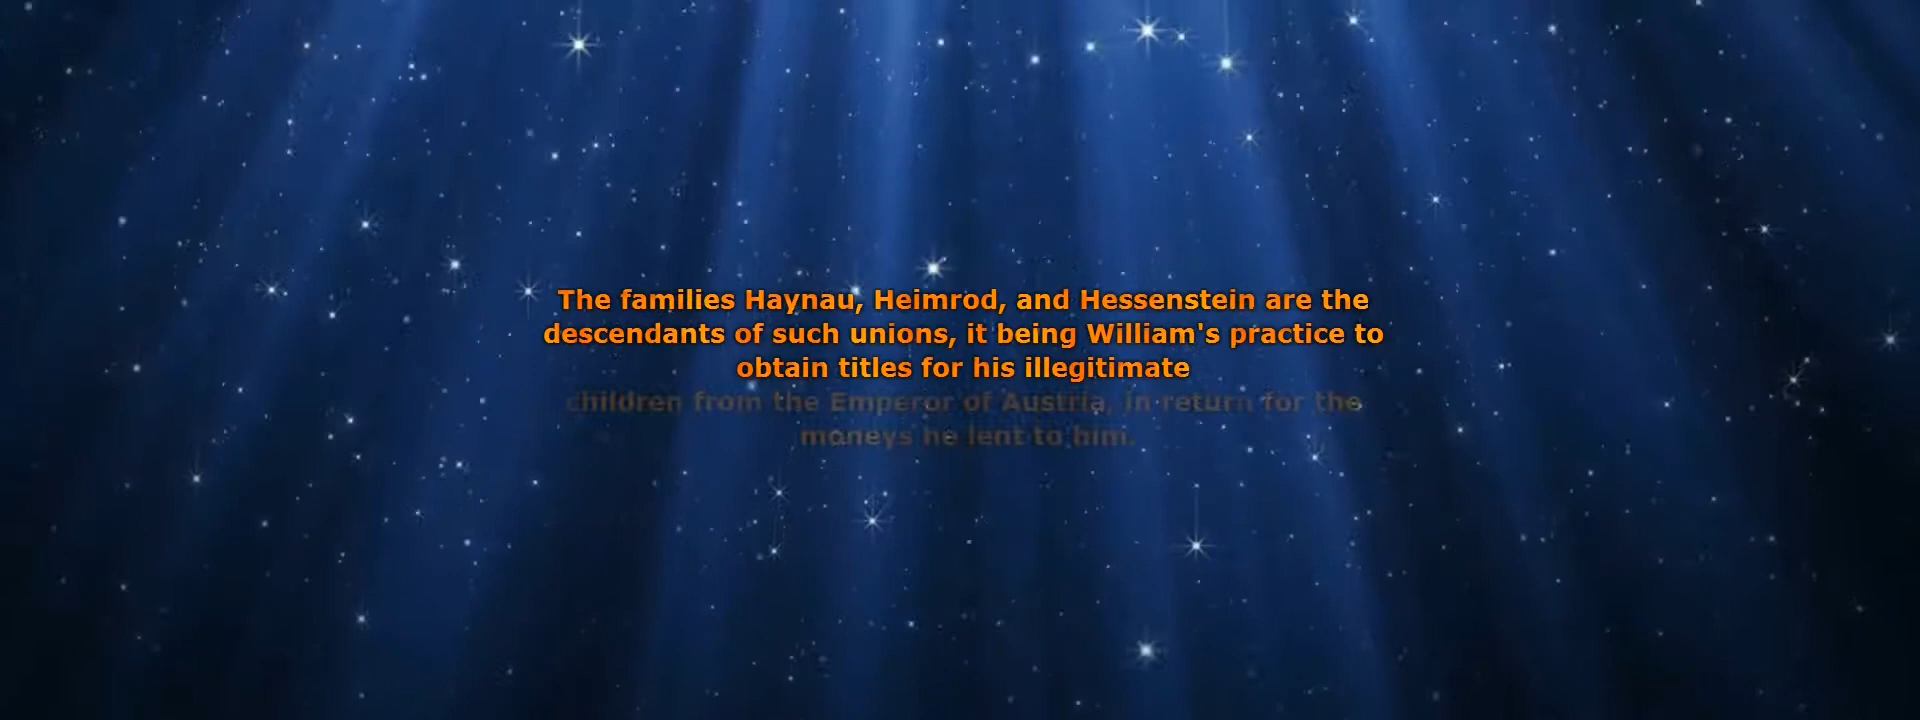 The families Haynau, Heimrod, and Hessenstein are the
descendants of such unions, it being William's practice to
obtain titles for his illegitimate
children from the Emperor of Austria, in return for the
moneys he lent to him.